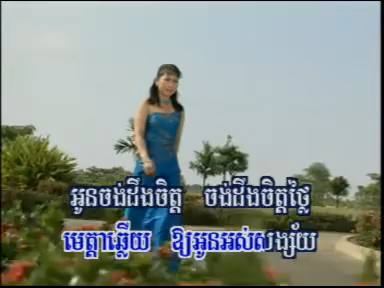 អូនចង់ដឹងចិត្ត ចង់ដឹងចិត្តថ្លៃ
មេត្តាឆ្លើយ ឱ្យអូនអស់សង្ស័យ